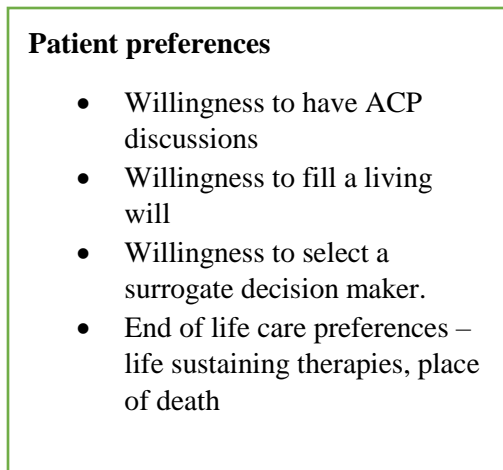 Patient preferences
• Willingness to have ACP
discussions
• Willingness to fill a living
will
• Willingness to select a
surrogate decision maker.
• End of life care preferences –
life sustaining therapies, place
of death